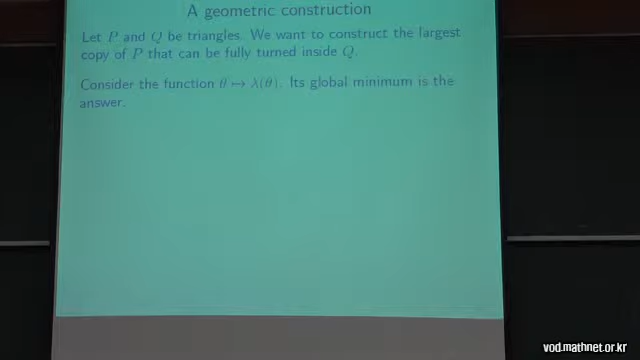 A geometric construction
Let P and Q be triangles. We want to construct the largest
copy of P that can be fully turned inside Q.
Consider the function θ ↦ λ(θ). Its global minimum is the
answer.
vod.mathnet.or.kr